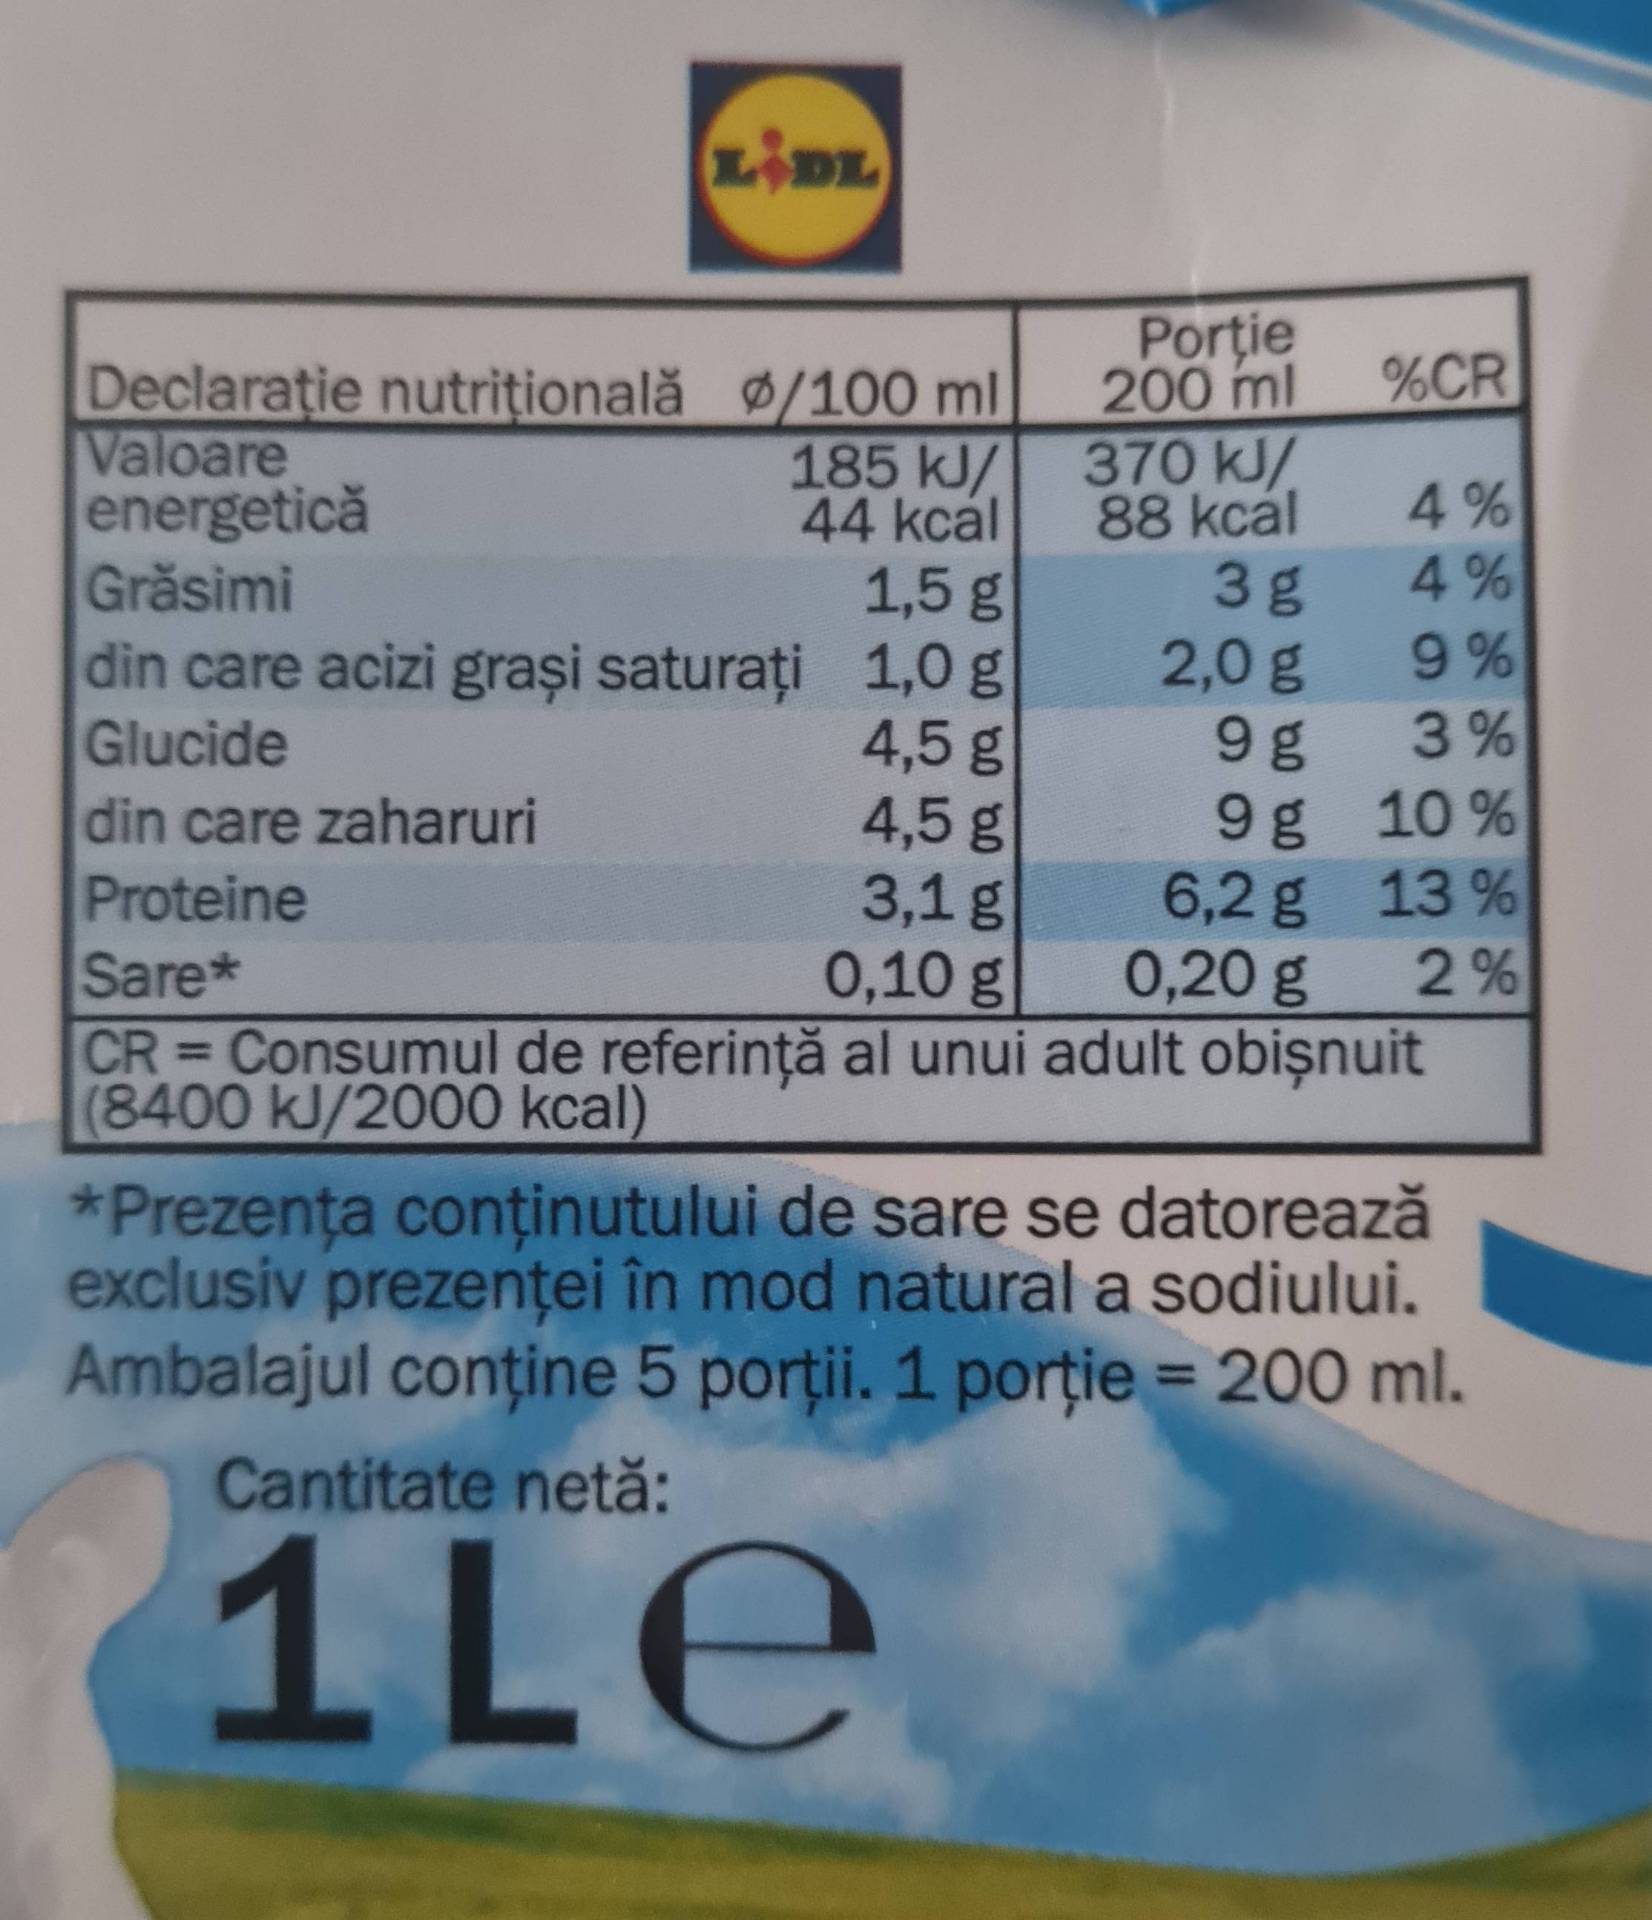 LIDL
Declarație nutrițională ø/100 ml Porție 200 ml %CR
Valoare energetică 185 kJ/ 44 kcal 370 kJ/ 88 kcal 4 %
Grăsimi 1,5 g 3 g 4 %
din care acizi grași saturați 1,0 g 2,0 g 9 %
Glucide 4,5 g 9 g 3 %
din care zaharuri 4,5 g 9 g 10 %
Proteine 3,1 g 6,2 g 13 %
Sare* 0,10 g 0,20 g 2 %
CR = Consumul de referință al unui adult obișnuit
(8400 kJ/2000 kcal)
*Prezența conținutului de sare se datorează
exclusiv prezenței în mod natural a sodiului.
Ambalajul conține 5 porții. 1 porție = 200 ml.
Cantitate netă:
1 L e